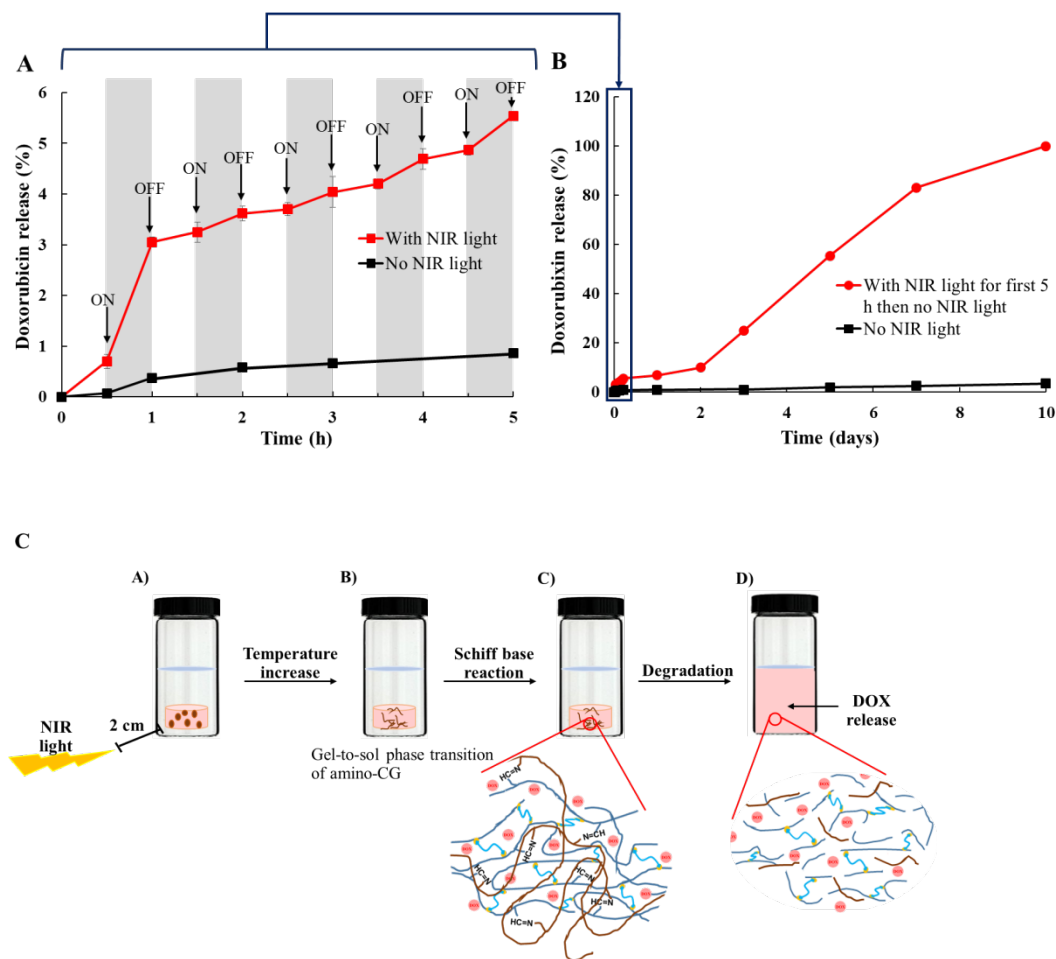 A
Doxorubicin release (%)
6
5
4
3
2
1
0
ON
OFF
ON
OFF
ON
OFF
ON
OFF
ON
OFF
With NIR light
No NIR light
0
1
2
3
4
5
Time (h)
B
Doxorubixin release (%)
120
100
80
60
40
20
0
With NIR light for first 5
h then no NIR light
No NIR light
0
2
4
6
8
10
Time (days)
C
A)
B)
C)
D)
NIR
light
2 cm
Temperature
increase
Schiff base
reaction
Degradation
DOX
release
Gel-to-sol phase transition
of amino-CG
HC=N
N=CH
HC=N
HC=N
HC=N
HC=N
HC=N